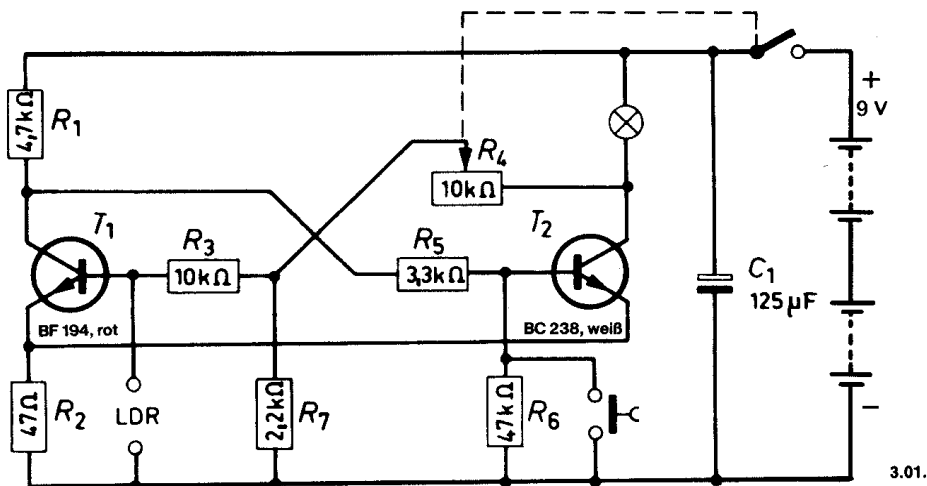 +
9 V
4,7kΩ
R1
R4
10kΩ
T1
T2
R3
10kΩ
R5
3,3kΩ
C1
125µF
BF 194, rot
BC 238, weiß
47Ω
R2
LDR
2,2kΩ
R7
47kΩ
R6
−
3.01.